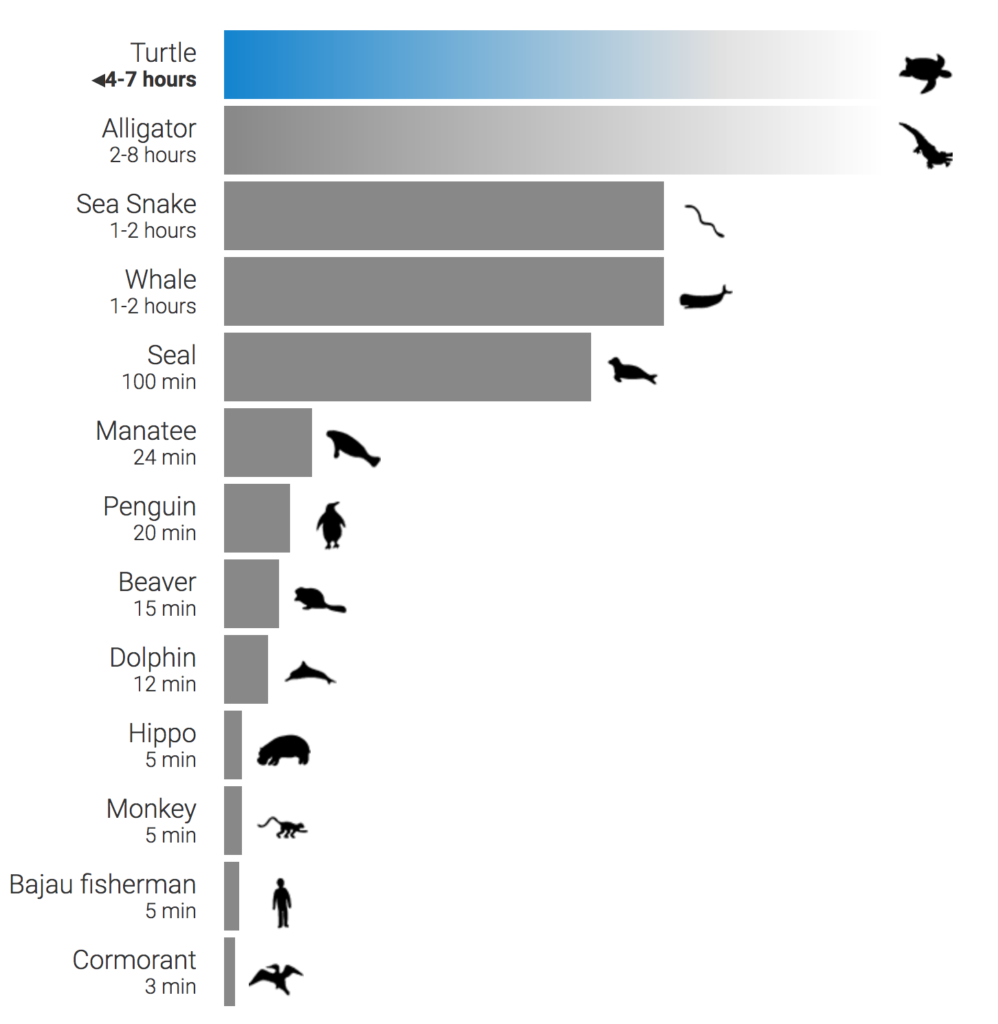 Turtle
◀4-7 hours
Alligator
2-8 hours
Sea Snake
1-2 hours
Whale
1-2 hours
Seal
100 min
Manatee
24 min
Penguin
20 min
Beaver
15 min
Dolphin
12 min
Hippo
5 min
Monkey
5 min
Bajau fisherman
5 min
Cormorant
3 min